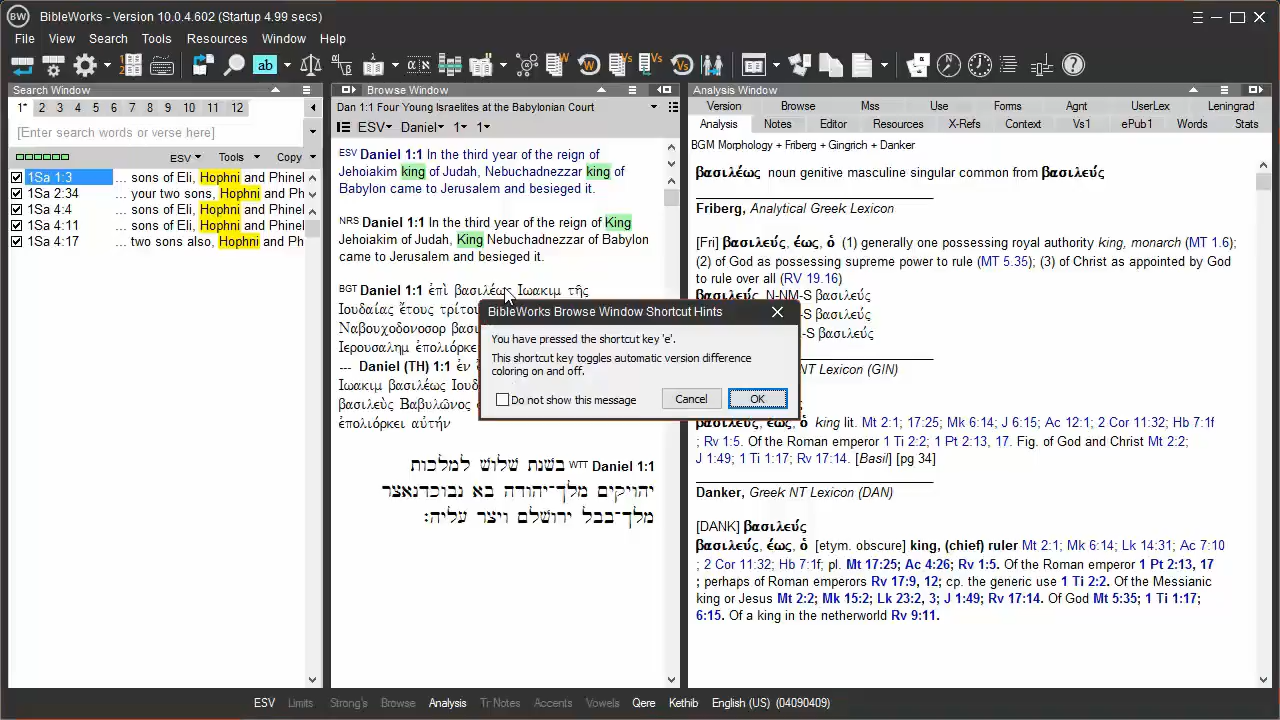 BW BibleWorks - Version 10.0.4.602 (Startup 4.99 secs)
File View Search Tools Resources Window Help
Search Window
1* 2 3 4 5 6 7 8 9 10 11 12
[Enter search words or verse here]
ESV Tools Copy
1Sa 1:3 ... sons of Eli, Hophni and Phinel
1Sa 2:34 ... your two sons, Hophni and Ph
1Sa 4:4 ... sons of Eli, Hophni and Phinel
1Sa 4:11 ... sons of Eli, Hophni and Phinel
1Sa 4:17 ... two sons also, Hophni and Ph
Browse Window
Dan 1:1 Four Young Israelites at the Babylonian Court
ESV Daniel 1 1
ESV Daniel 1:1 In the third year of the reign of
Jehoiakim king of Judah, Nebuchadnezzar king of
Babylon came to Jerusalem and besieged it.
NRS Daniel 1:1 In the third year of the reign of King
Jehoiakim of Judah, King Nebuchadnezzar of Babylon
came to Jerusalem and besieged it.
BGT Daniel 1:1 ἐπὶ βασιλέως Ιωακιμ τῆς
Ιουδαίας ἔτους τρίτο
Ναβουχοδονοσορ βασι
Ιερουσαλημ ἐπολιόρκε
--- Daniel (TH) 1:1 ἐν
Ιωακιμ βασιλέως Ιουδ
βασιλεὺς Βαβυλῶνος
ἐπολιόρκει αὐτήν
WTT Daniel 1:1 בשנת שלוש למלכות
יהויקים מלך־יהודה בא נבוכדנאצר
מלך־בבל ירושלם ויצר עליה׃
BibleWorks Browse Window Shortcut Hints
You have pressed the shortcut key 'e'.
This shortcut key toggles automatic version difference
coloring on and off.
Do not show this message Cancel OK
Analysis Window
Version Browse Mss Use Forms Agnt UserLex Leningrad
Analysis Notes Editor Resources X-Refs Context Vs1 ePub1 Words Stats
BGM Morphology + Friberg + Gingrich + Danker
βασιλέως noun genitive masculine singular common from βασιλεύς
Friberg, Analytical Greek Lexicon
[Fri] βασιλεύς, έως, ὁ (1) generally one possessing royal authority king, monarch (MT 1.6);
(2) of God as possessing supreme power to rule (MT 5.35); (3) of Christ as appointed by God
to rule over all (RV 19.16)
βασιλεύς N-NM-S βασιλεύς
-S βασιλεύς
-S βασιλεύς
NT Lexicon (GIN)
βασιλεύς, έως, ὁ king lit. Mt 2:1; 17:25; Mk 6:14; J 6:15; Ac 12:1; 2 Cor 11:32; Hb 7:1f
; Rv 1:5. Of the Roman emperor 1 Ti 2:2; 1 Pt 2:13, 17. Fig. of God and Christ Mt 2:2;
J 1:49; 1 Ti 1:17; Rv 17:14. [Basil] [pg 34]
Danker, Greek NT Lexicon (DAN)
[DANK] βασιλεύς
βασιλεύς, έως, ὁ [etym. obscure] king, (chief) ruler Mt 2:1; Mk 6:14; Lk 14:31; Ac 7:10
; 2 Cor 11:32; Hb 7:1f; pl. Mt 17:25; Ac 4:26; Rv 1:5. Of the Roman emperor 1 Pt 2:13, 17
; perhaps of Roman emperors Rv 17:9, 12; cp. the generic use 1 Ti 2:2. Of the Messianic
king or Jesus Mt 2:2; Mk 15:2; Lk 23:2, 3; J 1:49; Rv 17:14. Of God Mt 5:35; 1 Ti 1:17;
6:15. Of a king in the netherworld Rv 9:11.
ESV Limits Strong's Browse Analysis Tr Notes Accents Vowels Qere Kethib English (US) (04090409)